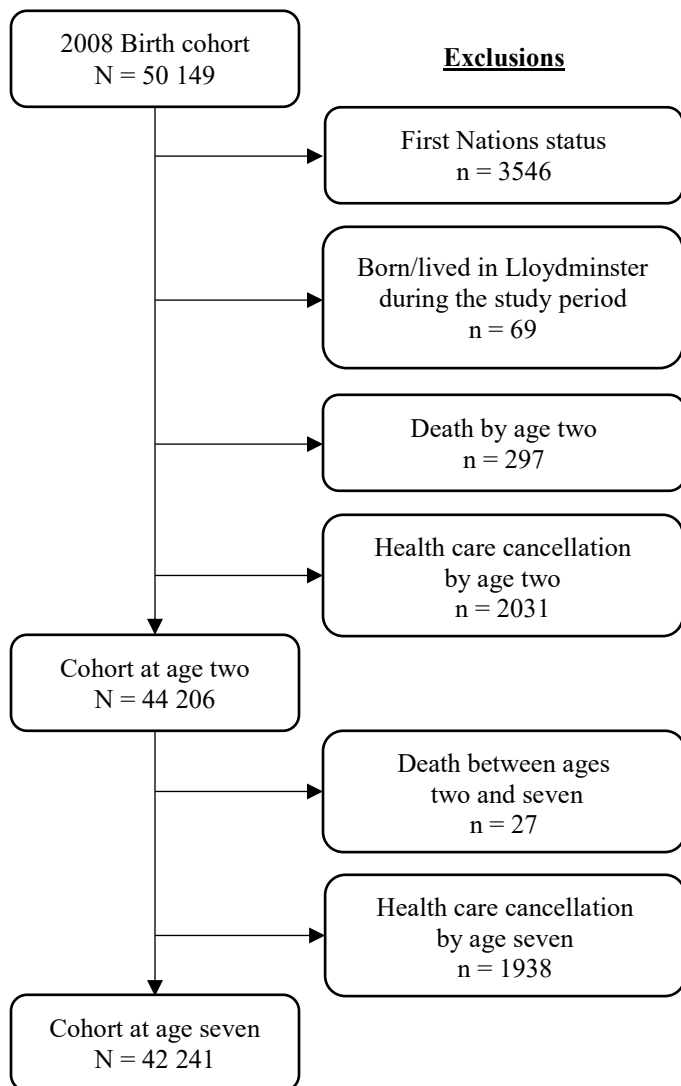 2008 Birth cohort
N = 50 149
Exclusions
First Nations status
n = 3546
Born/lived in Lloydminster
during the study period
n = 69
Death by age two
n = 297
Health care cancellation
by age two
n = 2031
Cohort at age two
N = 44 206
Death between ages
two and seven
n = 27
Health care cancellation
by age seven
n = 1938
Cohort at age seven
N = 42 241